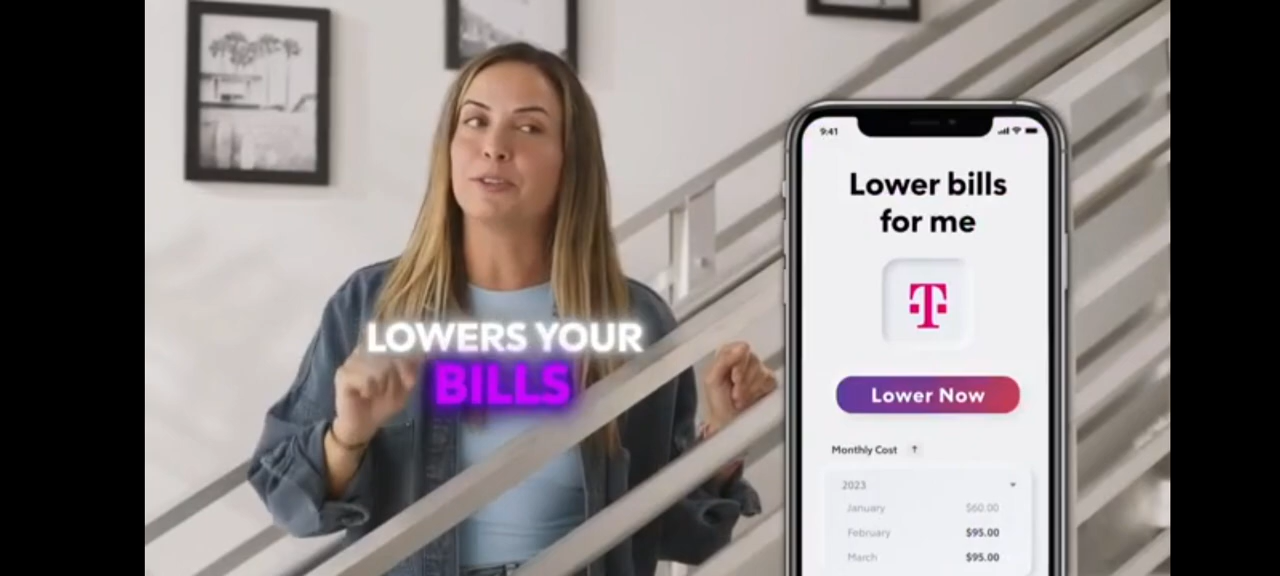 LOWERS YOUR
BILLS
9:41
Lower bills
for me
T
Lower Now
Monthly Cost ↑
2023
January $60.00
February $95.00
March $95.00